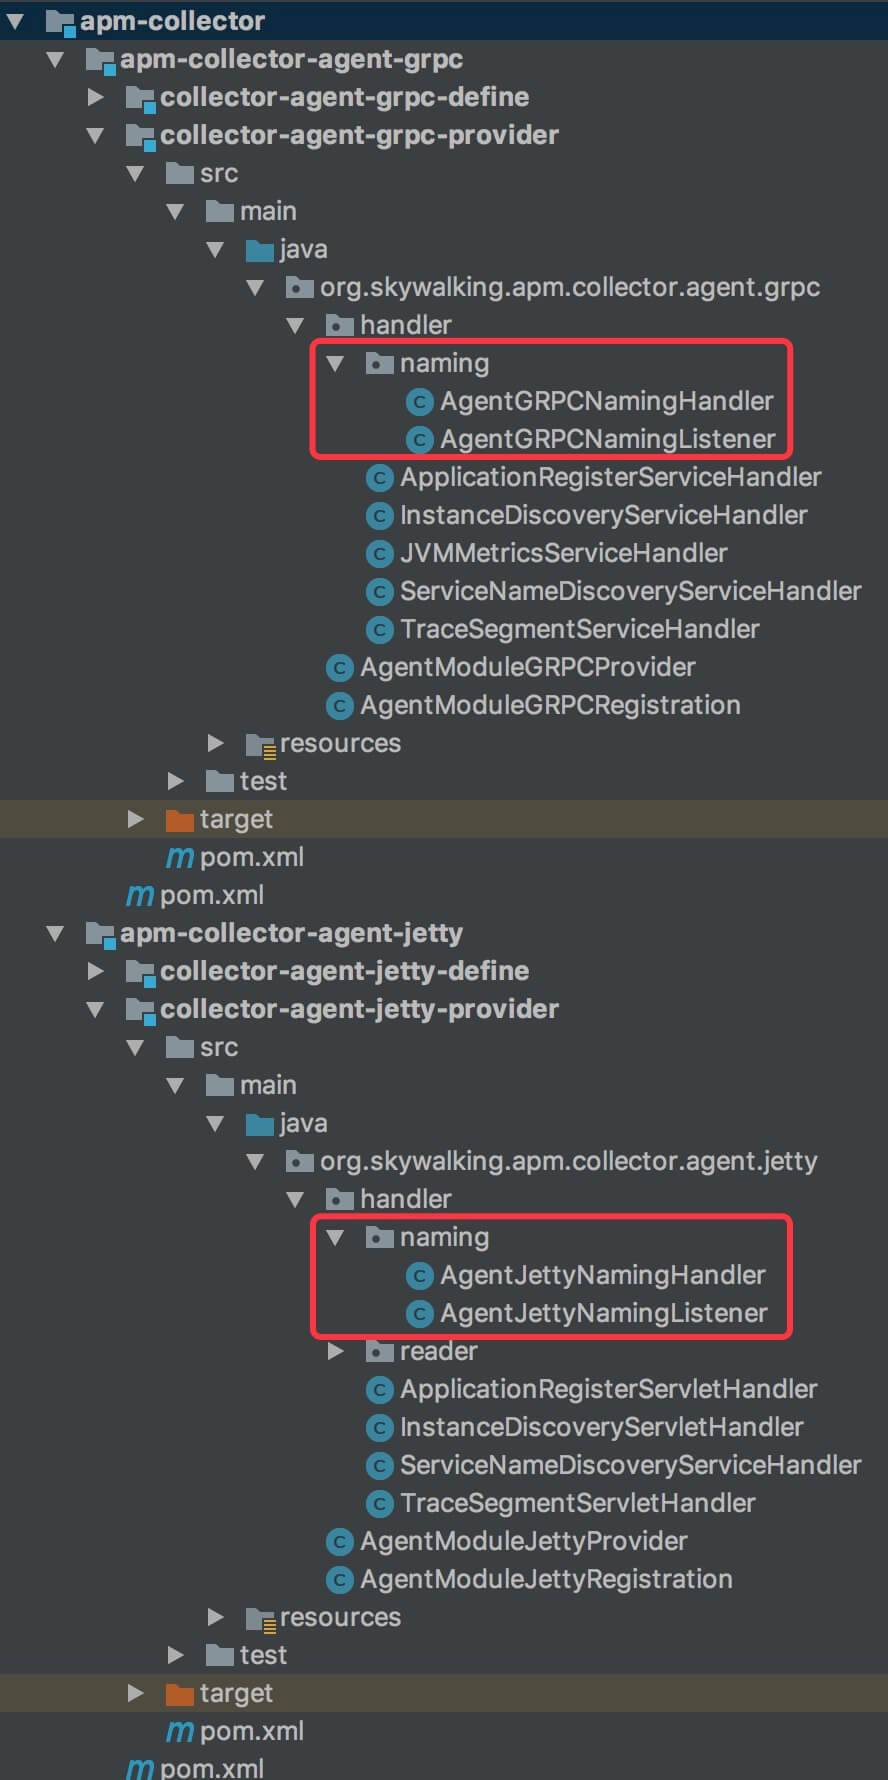 apm-collector
apm-collector-agent-grpc
collector-agent-grpc-define
collector-agent-grpc-provider
src
main
java
org.skywalking.apm.collector.agent.grpc
handler
naming
C AgentGRPCNamingHandler
C AgentGRPCNamingListener
C ApplicationRegisterServiceHandler
C InstanceDiscoveryServiceHandler
C JVMMetricsServiceHandler
C ServiceNameDiscoveryServiceHandler
C TraceSegmentServiceHandler
C AgentModuleGRPCProvider
C AgentModuleGRPCRegistration
resources
test
target
m pom.xml
m pom.xml
apm-collector-agent-jetty
collector-agent-jetty-define
collector-agent-jetty-provider
src
main
java
org.skywalking.apm.collector.agent.jetty
handler
naming
C AgentJettyNamingHandler
C AgentJettyNamingListener
reader
C ApplicationRegisterServletHandler
C InstanceDiscoveryServletHandler
C ServiceNameDiscoveryServiceHandler
C TraceSegmentServletHandler
C AgentModuleJettyProvider
C AgentModuleJettyRegistration
resources
test
target
m pom.xml
m pom.xml